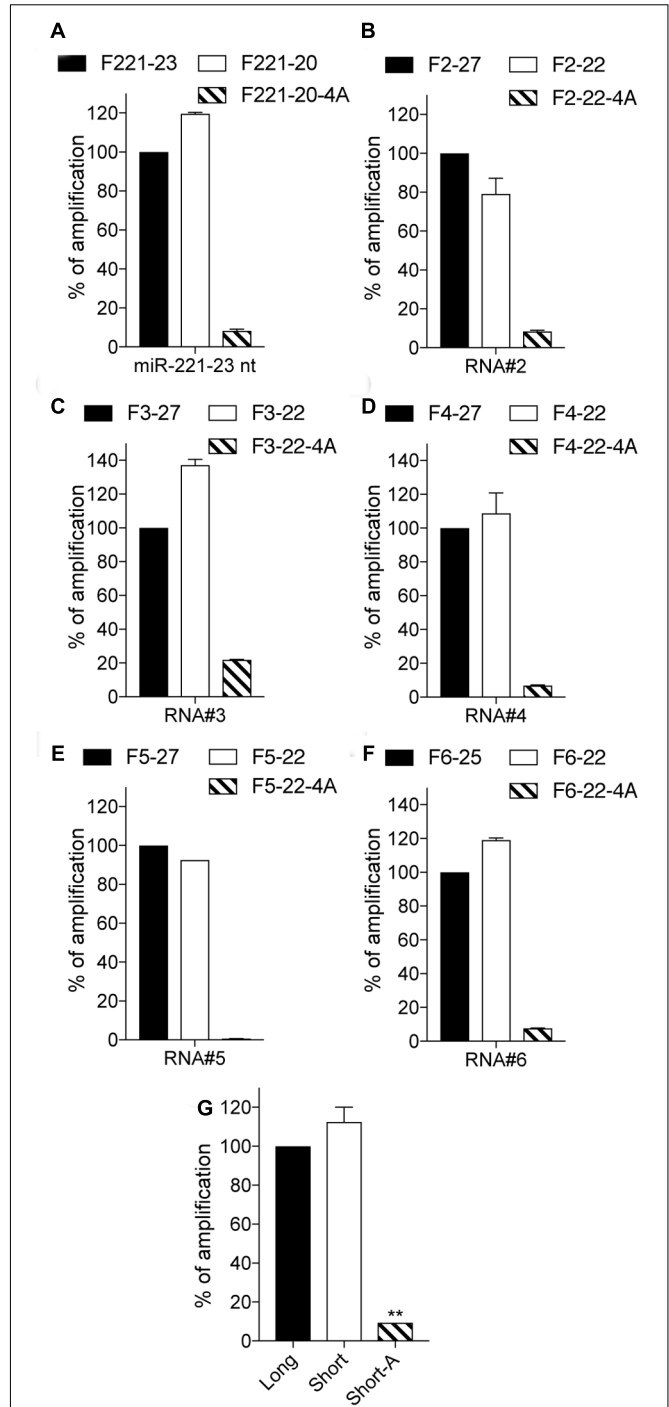 A
F221-23 F221-20
F221-20-4A
% of amplification
120
100
80
60
40
20
0
miR-221-23 nt
B
F2-27 F2-22
F2-22-4A
% of amplification
120
100
80
60
40
20
0
RNA#2
C
F3-27 F3-22
F3-22-4A
% of amplification
140
120
100
80
60
40
20
0
RNA#3
D
F4-27 F4-22
F4-22-4A
% of amplification
140
120
100
80
60
40
20
0
RNA#4
E
F5-27 F5-22
F5-22-4A
% of amplification
120
100
80
60
40
20
0
RNA#5
F
F6-25 F6-22
F6-22-4A
% of amplification
140
120
100
80
60
40
20
0
RNA#6
G
% of amplification
120
100
80
60
40
20
0
**
Long Short Short-A